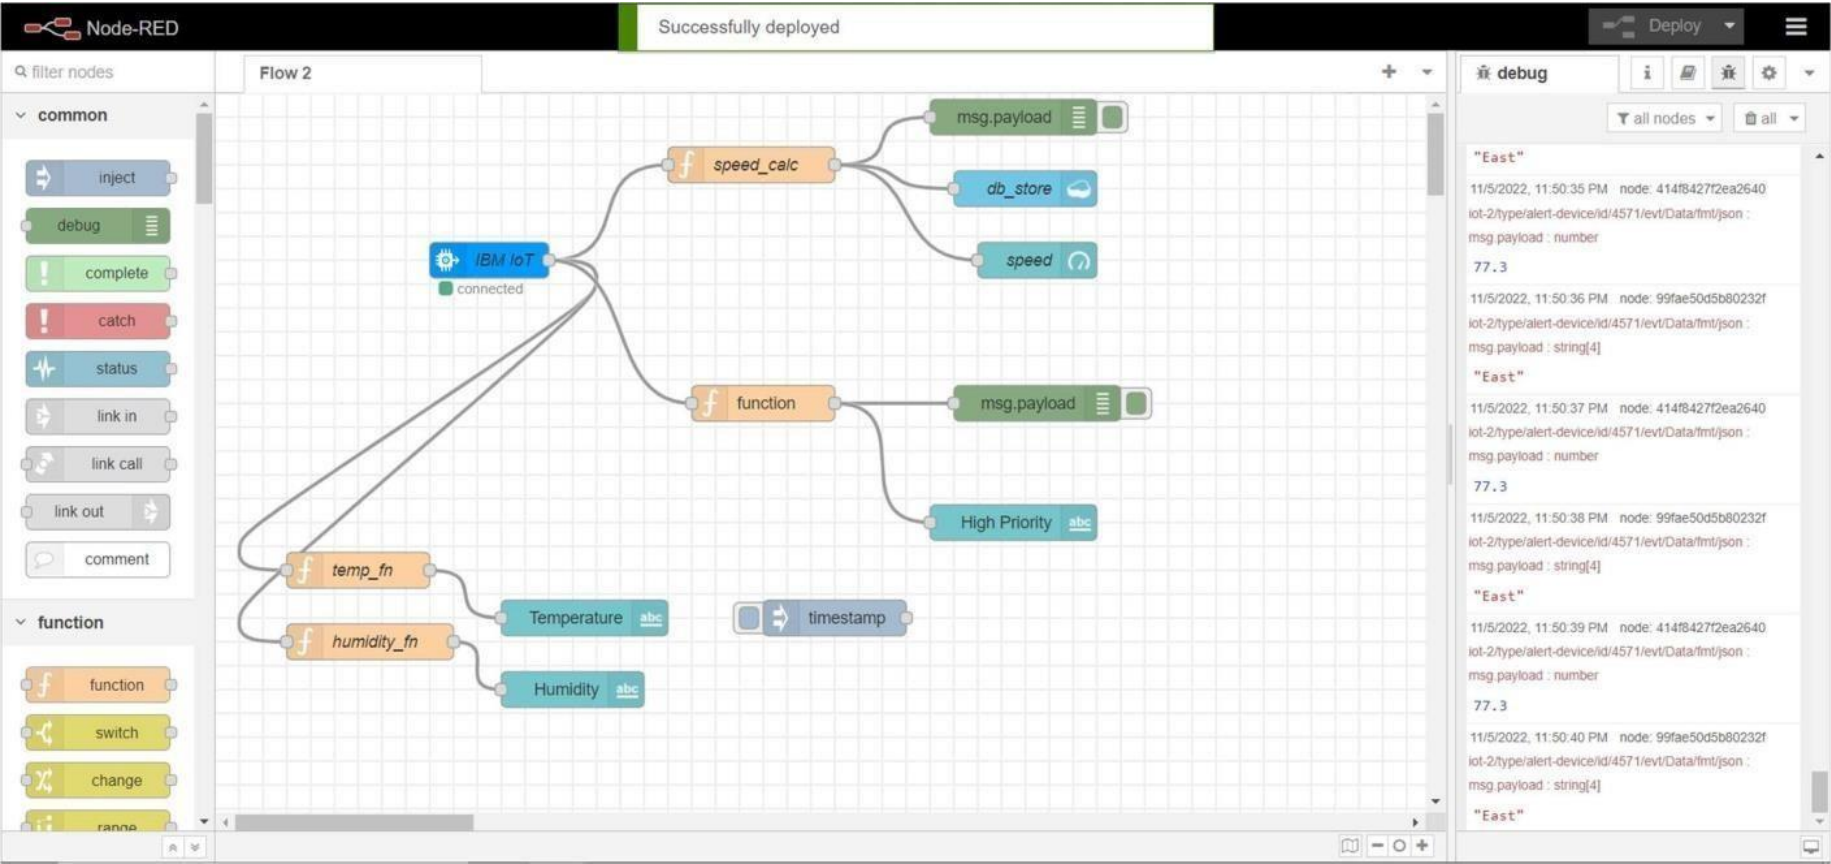 Node-RED
Successfully deployed
Deploy
filter nodes
Flow 2
debug
common
all nodes
all
inject
debug
complete
catch
status
link in
link call
link out
comment
function
function
switch
change
range
msg.payload
speed_calc
db_store
IBM IoT
speed
connected
function
msg.payload
High Priority
abc
temp_fn
Temperature
abc
timestamp
humidity_fn
Humidity
abc
"East"
11/5/2022, 11:50:35 PM node: 414f8427f2ea2640
iot-2/type/alert-device/id/4571/evt/Data/fmt/json :
msg.payload : number
77.3
11/5/2022, 11:50:36 PM node: 99fae50d5b80232f
iot-2/type/alert-device/id/4571/evt/Data/fmt/json :
msg.payload : string[4]
"East"
11/5/2022, 11:50:37 PM node: 414f8427f2ea2640
iot-2/type/alert-device/id/4571/evt/Data/fmt/json :
msg.payload : number
77.3
11/5/2022, 11:50:38 PM node: 99fae50d5b80232f
iot-2/type/alert-device/id/4571/evt/Data/fmt/json :
msg.payload : string[4]
"East"
11/5/2022, 11:50:39 PM node: 414f8427f2ea2640
iot-2/type/alert-device/id/4571/evt/Data/fmt/json :
msg.payload : number
77.3
11/5/2022, 11:50:40 PM node: 99fae50d5b80232f
iot-2/type/alert-device/id/4571/evt/Data/fmt/json :
msg.payload : string[4]
"East"